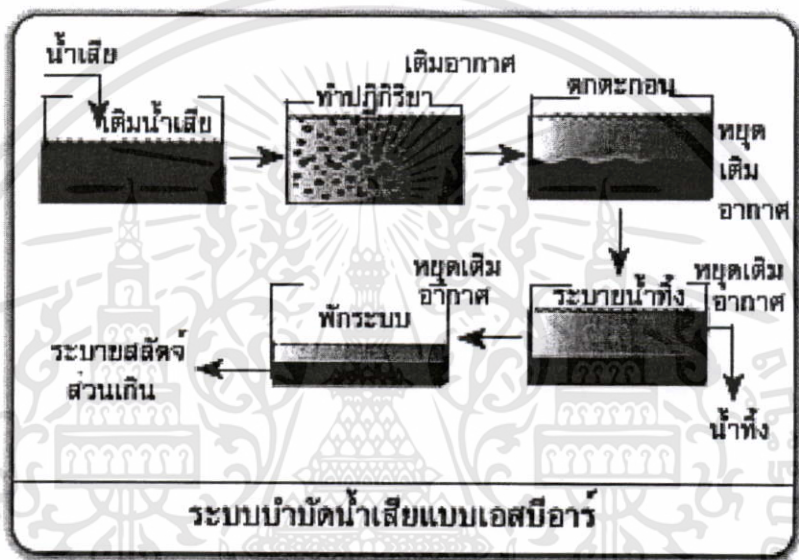 น้ำเสีย
เติมน้ำเสีย
เติมอากาศ
ทำปฏิกิริยา
ตกตะกอน
หยุด
เติม
อากาศ
หยุดเติม
อากาศ
ระบายน้ำทิ้ง
หยุดเติม
อากาศ
พักระบบ
ระบายสลัดจ์
ส่วนเกิน
น้ำทิ้ง
ระบบบำบัดน้ำเสียแบบเอสบีอาร์